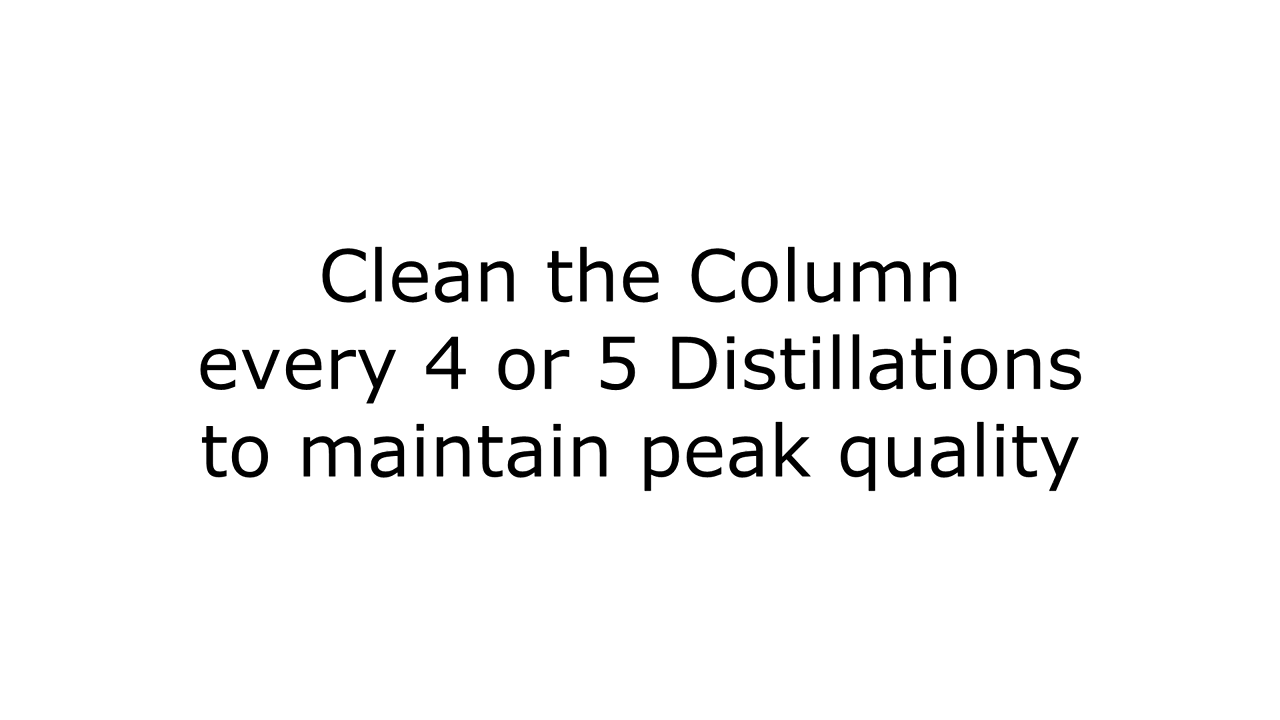 Clean the Column
every 4 or 5 Distillations
to maintain peak quality